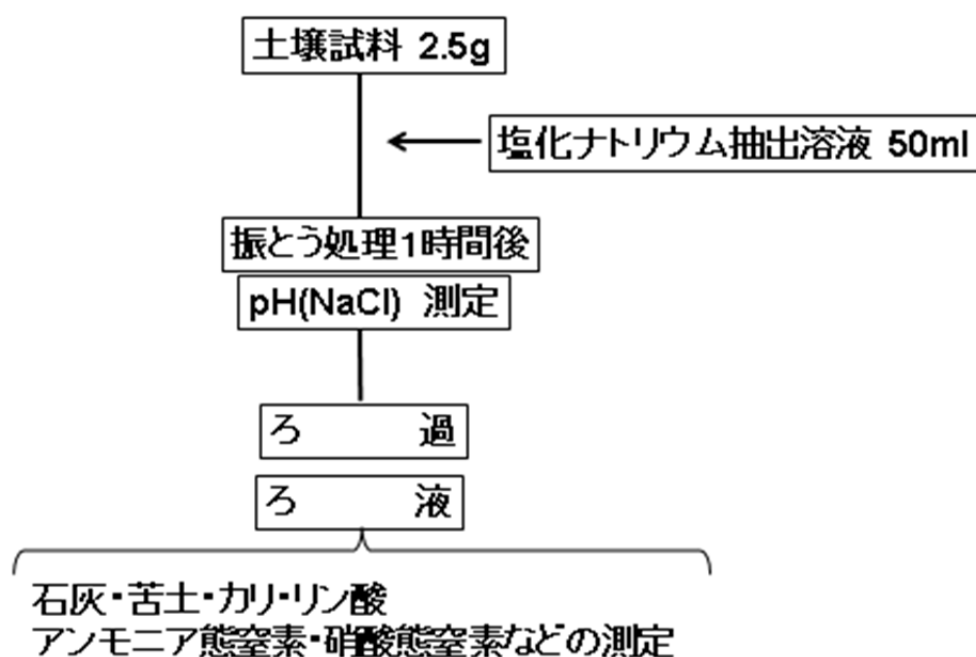 土壌試料 2.5g
塩化ナトリウム抽出溶液 50ml
振とう処理1時間後
pH(NaCl) 測定
ろ 過
ろ 液
石灰・苦土・カリ・リン酸
アンモニア態窒素・硝酸態窒素などの測定